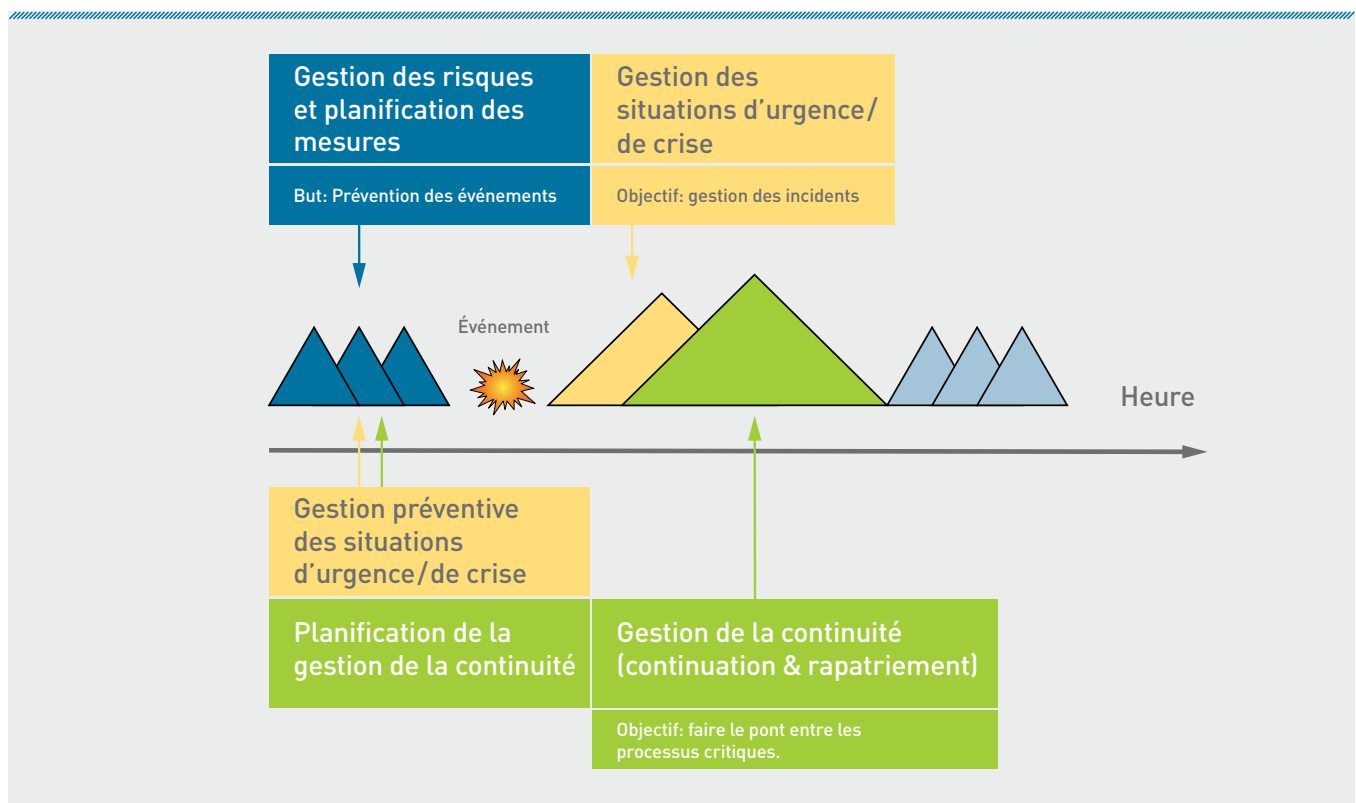 Gestion des risques
et planification des
mesures
But: Prévention des événements
Gestion des
situations d’urgence/
de crise
Objectif: gestion des incidents
Événement
Heure
Gestion préventive
des situations
d’urgence/de crise
Planification de la
gestion de la continuité
Gestion de la continuité
(continuation & rapatriement)
Objectif: faire le pont entre les
processus critiques.